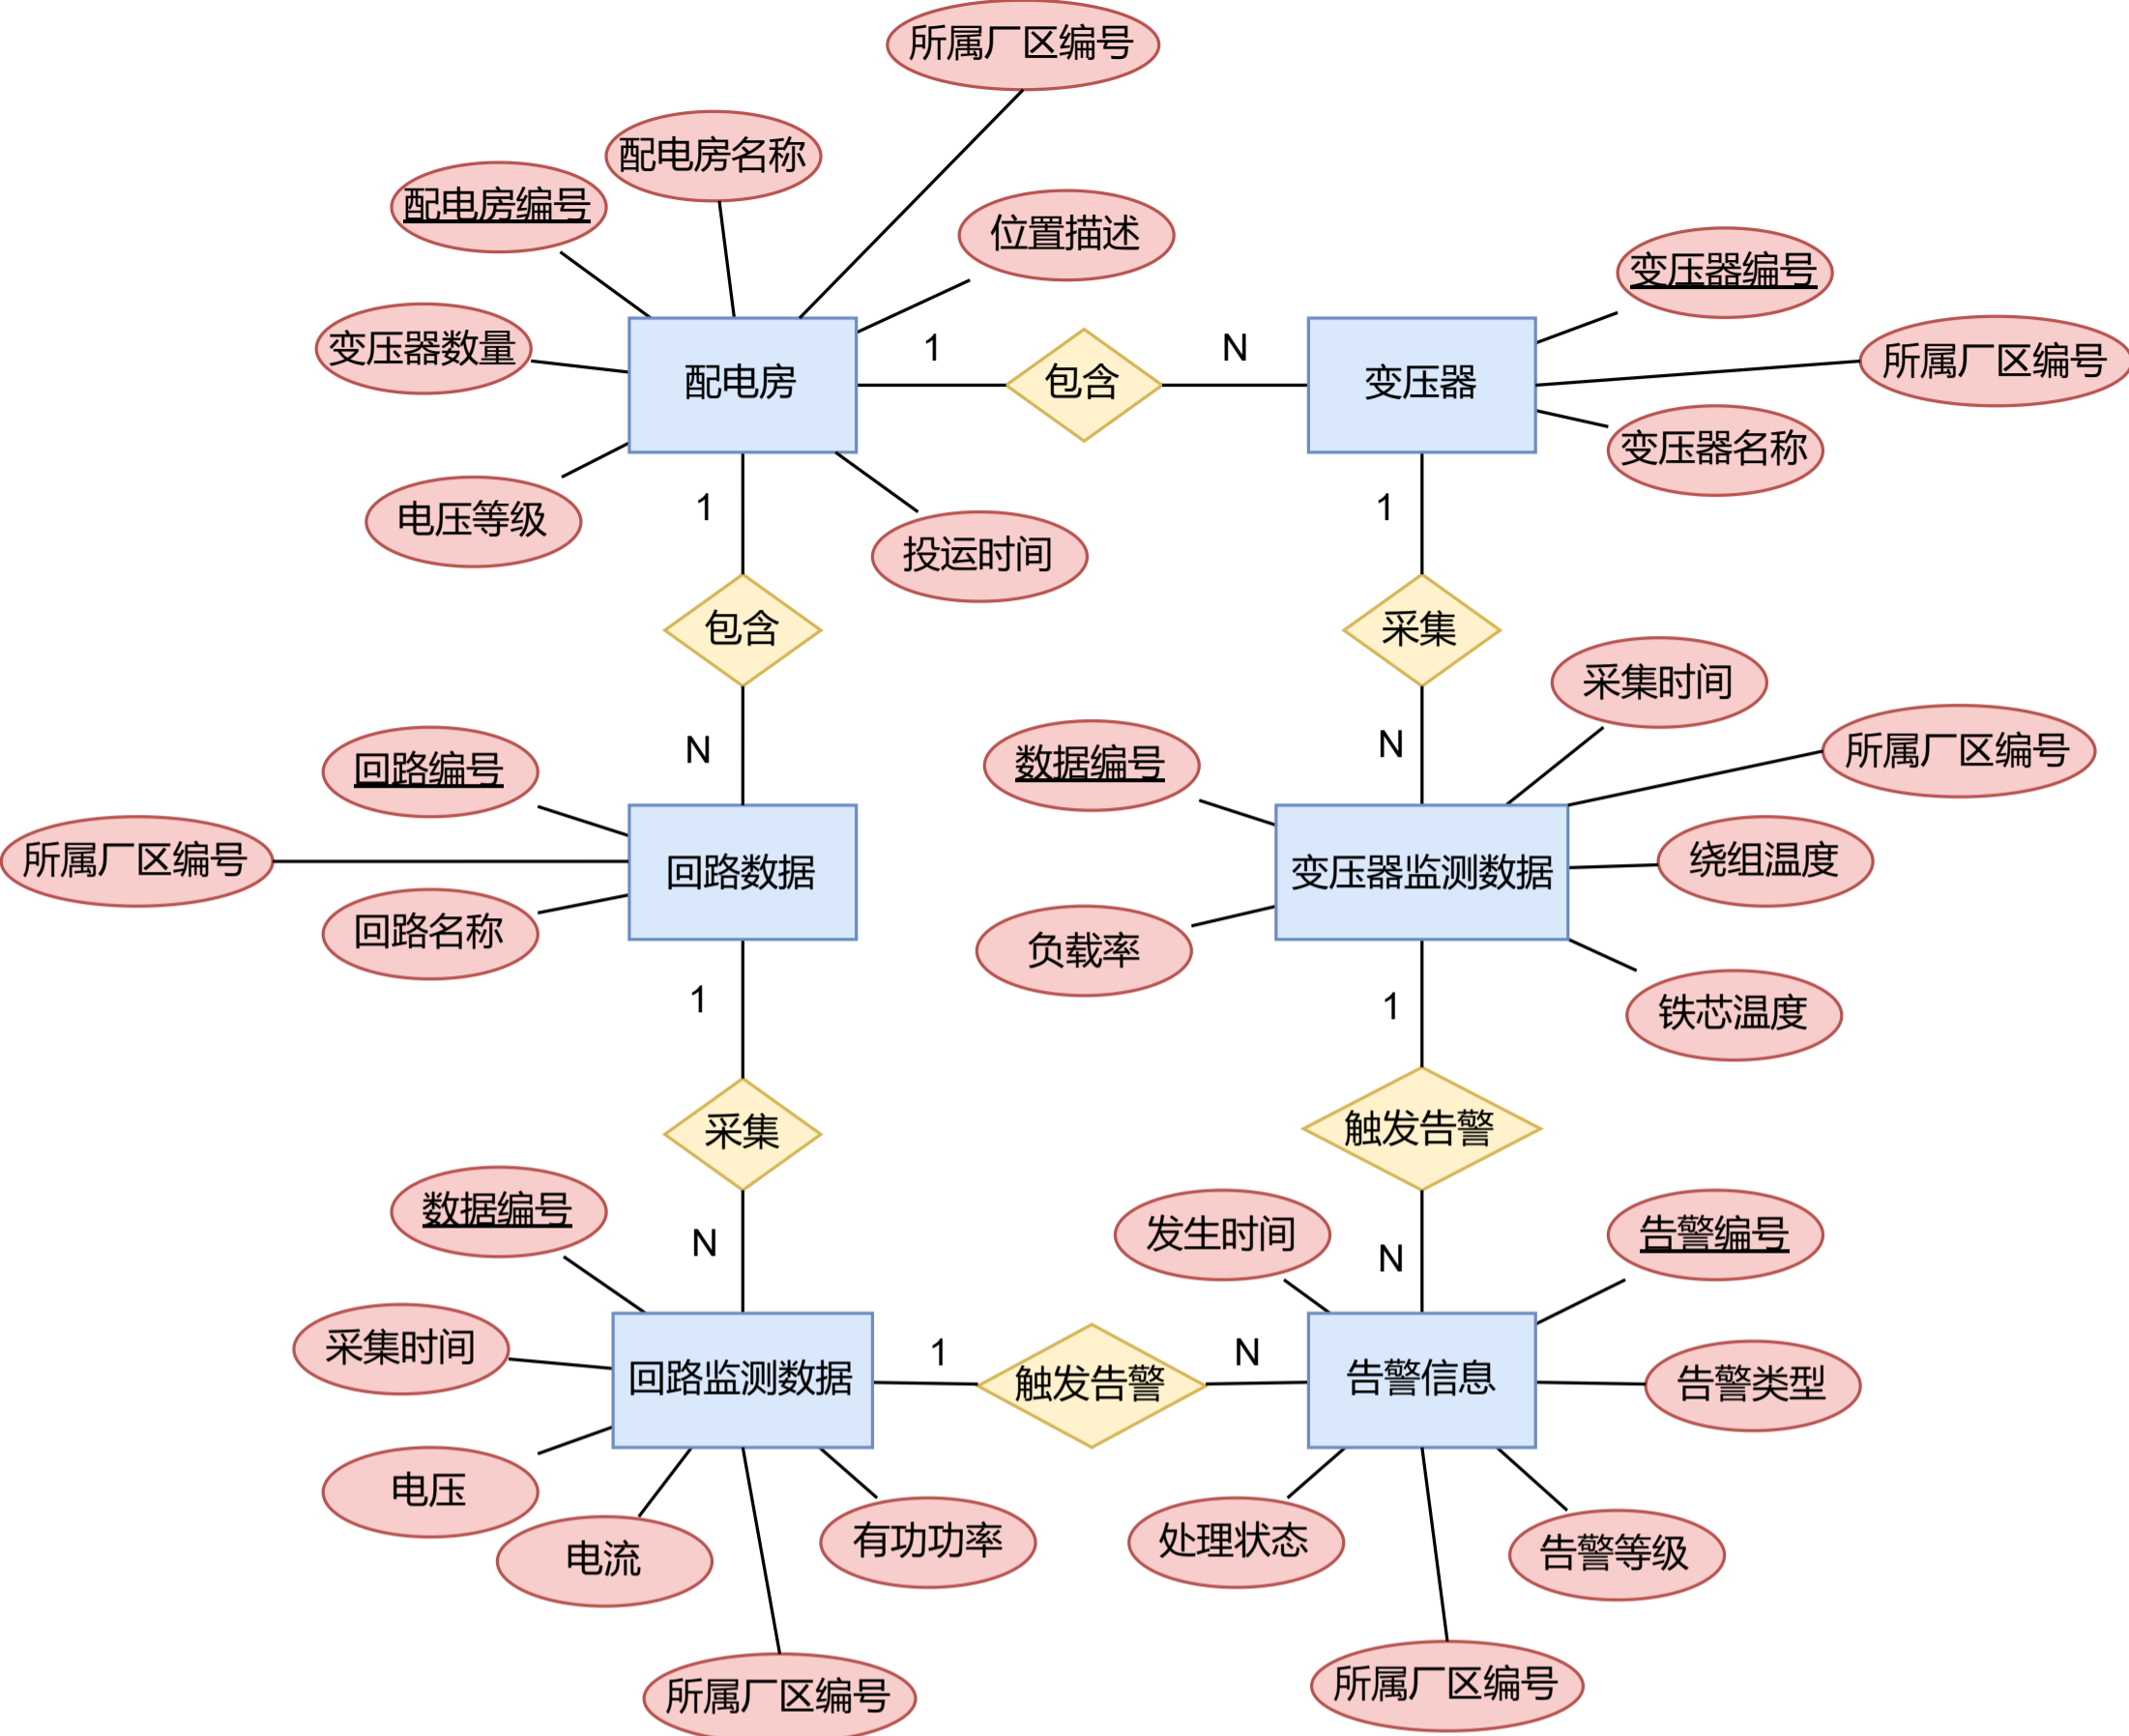 所属厂区编号
配电房名称
配电房编号
位置描述
变压器编号
变压器数量
配电房
1
包含
N
变压器
所属厂区编号
变压器名称
电压等级
1
投运时间
1
包含
采集
采集时间
回路编号
N
数据编号
N
所属厂区编号
所属厂区编号
回路数据
变压器监测数据
绕组温度
回路名称
负载率
1
1
铁芯温度
采集
触发告警
数据编号
N
发生时间
N
告警编号
采集时间
回路监测数据
1
触发告警
N
告警信息
告警类型
电压
电流
有功功率
处理状态
告警等级
所属厂区编号
所属厂区编号